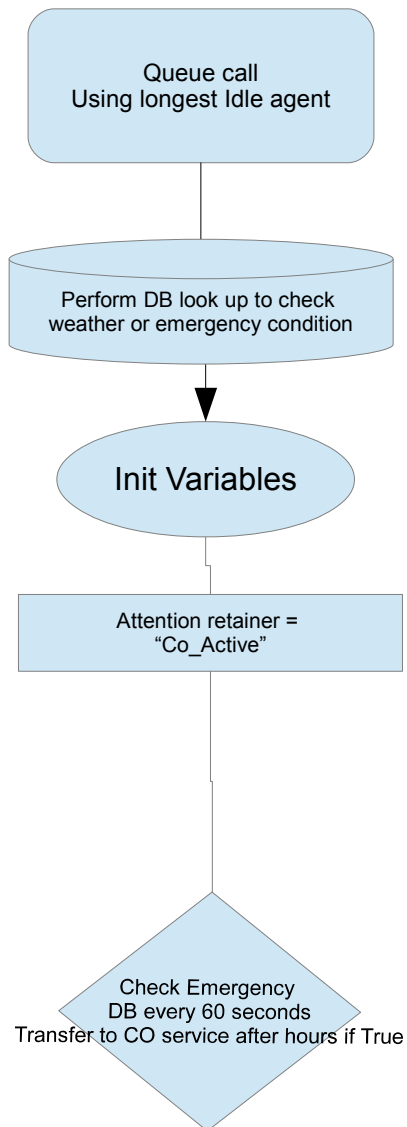 Queue call
Using longest Idle agent
Perform DB look up to check
weather or emergency condition
Init Variables
Attention retainer =
“Co_Active”
Check Emergency
DB every 60 seconds
Transfer to CO service after hours if True